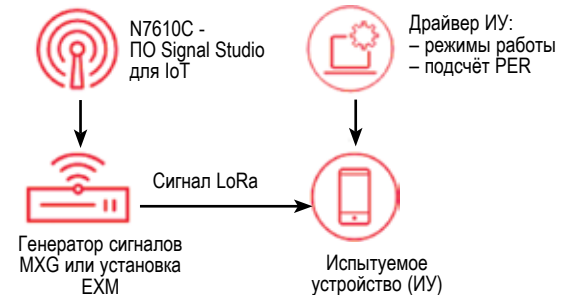 N7610C -
ПО Signal Studio
для IoT
Драйвер ИУ:
– режимы работы
– подсчёт PER
Сигнал LoRa
Генератор сигналов
MXG или установка
EXM
Испытуемое
устройство (ИУ)